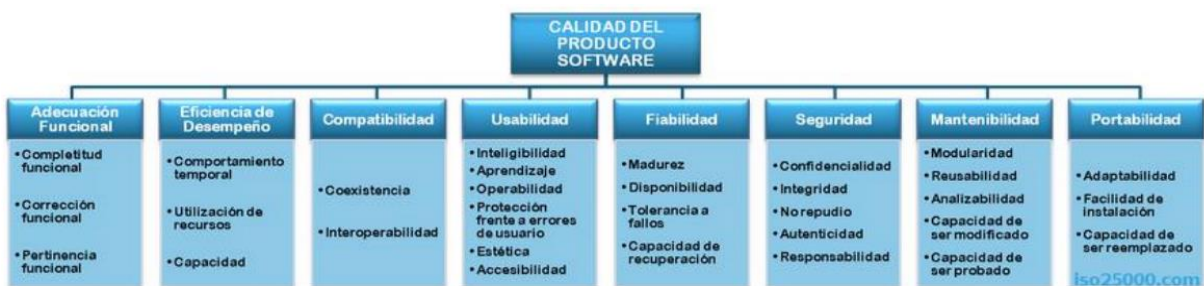 CALIDAD DEL
PRODUCTO
SOFTWARE
Adecuación
Funcional
• Completitud
funcional
• Corrección
funcional
• Pertinencia
funcional
Eficiencia de
Desempeño
• Comportamiento
temporal
• Utilización de
recursos
• Capacidad
Compatibilidad
• Coexistencia
• Interoperabilidad
Usabilidad
• Inteligibilidad
• Aprendizaje
• Operabilidad
• Protección
frente a errores
de usuario
• Estética
• Accesibilidad
Fiabilidad
• Madurez
• Disponibilidad
• Tolerancia a
fallos
• Capacidad de
recuperación
Seguridad
• Confidencialidad
• Integridad
• No repudio
• Autenticidad
• Responsabilidad
Mantenibilidad
• Modularidad
• Reusabilidad
• Analizabilidad
• Capacidad de
ser modificado
• Capacidad de
ser probado
Portabilidad
• Adaptabilidad
• Facilidad de
instalación
• Capacidad de
ser reemplazado
iso25000.com